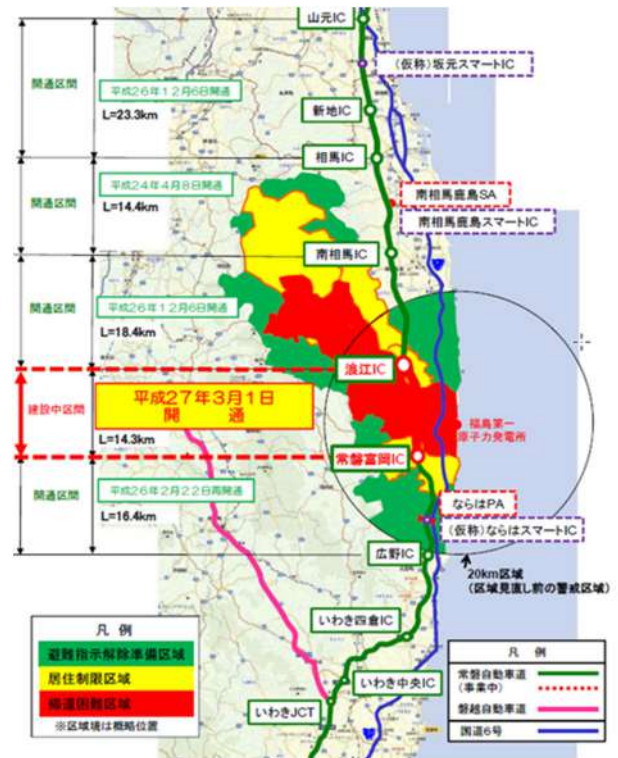 山元IC
(仮称)坂元スマートIC
開通区間
平成26年12月6日開通
L=23.3km
新地IC
相馬IC
開通区間
平成24年4月8日開通
L=14.4km
南相馬鹿島SA
南相馬鹿島スマートIC
南相馬IC
開通区間
平成26年12月6日開通
L=18.4km
浪江IC
建設中区間
平成27年3月1日
開 通
L=14.3km
福島第一
原子力発電所
常磐富岡IC
開通区間
平成26年2月22日再開通
L=16.4km
ならはPA
(仮称)ならはスマートIC
広野IC
20km区域
(区域見直し前の警戒区域)
いわき四倉IC
いわき中央IC
いわきJCT
凡 例
避難指示解除準備区域
居住制限区域
帰還困難区域
※区域境は概略位置
凡 例
常磐自動車道
(事業中)
磐越自動車道
国道6号